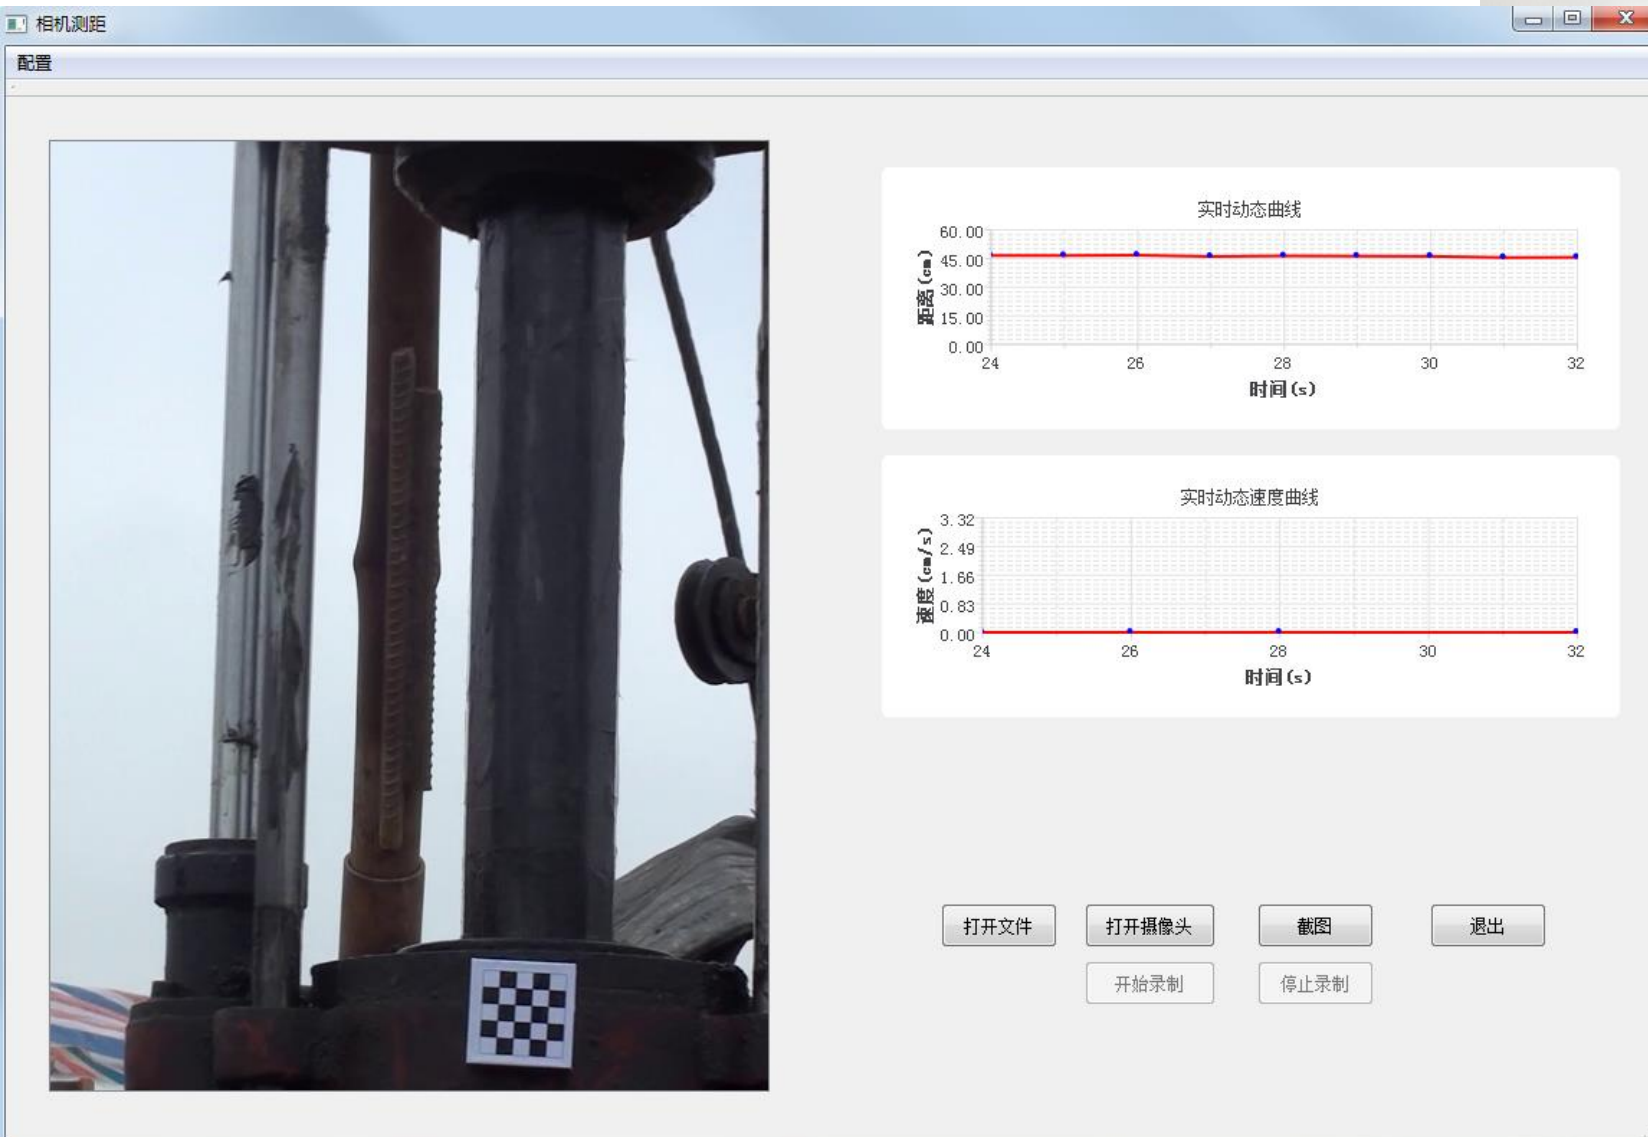 相机测距
配置
实时动态曲线
60.00
45.00
30.00
15.00
0.00
距离(cm)
24 26 28 30 32
时间(s)
实时动态速度曲线
3.32
2.49
1.66
0.83
0.00
速度(cm/s)
24 26 28 30 32
时间(s)
打开文件 打开摄像头 截图 退出
开始录制 停止录制